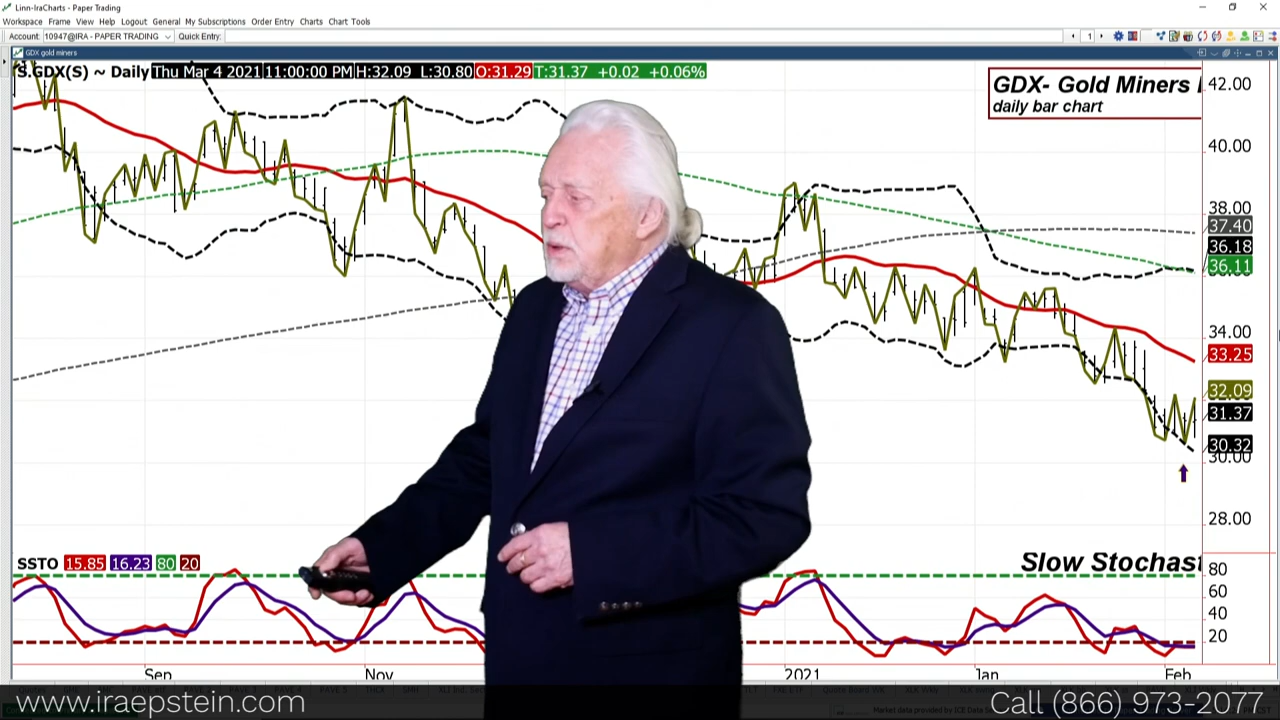 Linn-IraCharts - Paper Trading
Workspace Frame View Help Logout General My Subscriptions Order Entry Charts Chart Tools
Account: 10947@IRA - PAPER TRADING Quick Entry: 1
GDX gold miners
S.GDX(S) ~ Daily Thu Mar 4 2021 11:00:00 PM H:32.09 L:30.80 O:31.29 T:31.37 +0.02 +0.06%
GDX- Gold Miners
daily bar chart
42.00
40.00
38.00
37.40
36.18
36.11
34.00
33.25
32.09
31.37
30.32
30.00
28.00
SSTO 15.85 16.23 80 20
Slow Stochast
80
60
40
20
Sep Nov 2021 Jan Feb
www.iraepstein.com Call (866) 973-2077